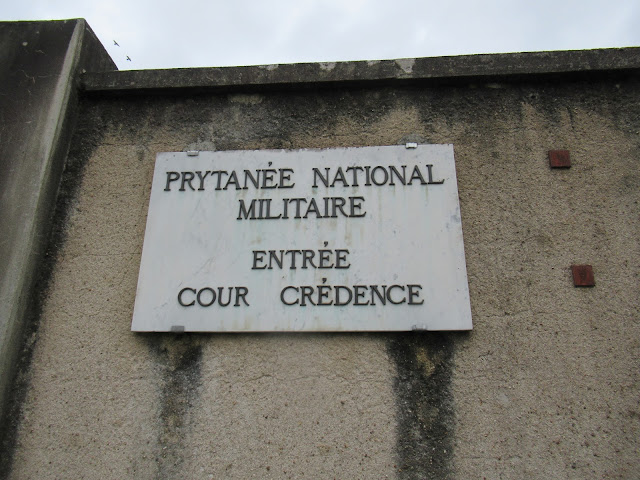 PRYTANÉE NATIONAL
MILITAIRE
ENTRÉE
COUR CRÉDENCE